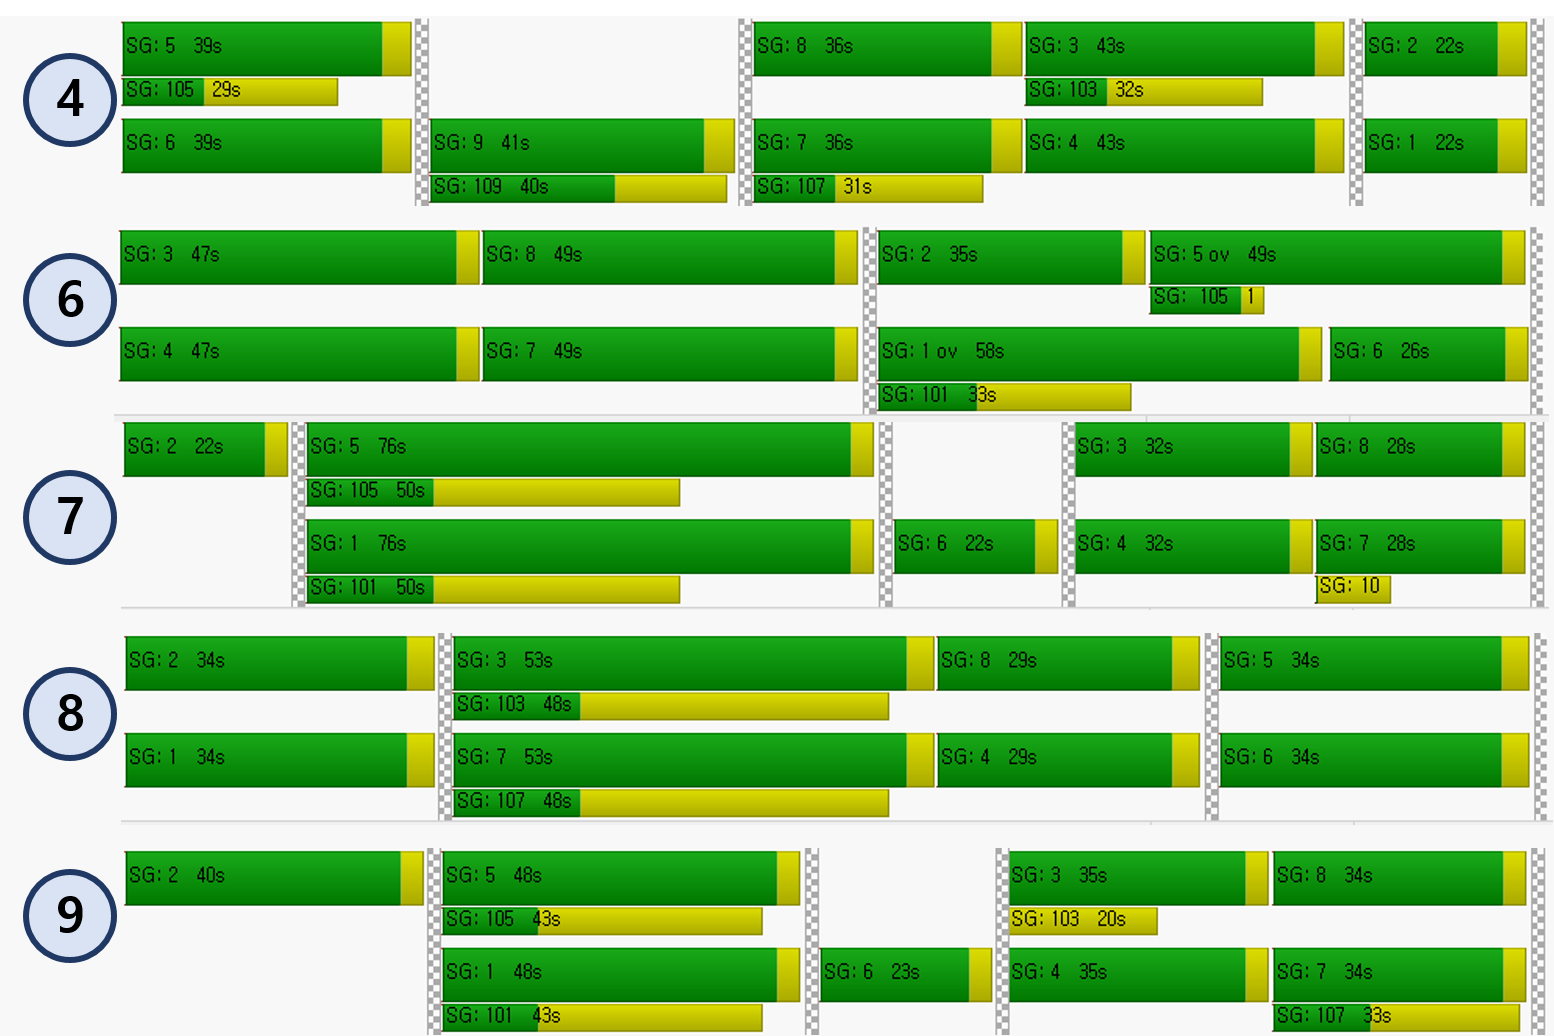 SG: 5 39s SG: 8 36s SG: 3 43s SG: 2 22s
SG: 105 29s SG: 103 32s
4
SG: 6 39s SG: 9 41s SG: 7 36s SG: 4 43s SG: 1 22s
SG: 109 40s SG: 107 31s
SG: 3 47s SG: 8 49s SG: 2 35s SG: 5 ov 49s
SG: 105 1
6
SG: 4 47s SG: 7 49s SG: 1 ov 58s SG: 6 26s
SG: 101 33s
SG: 2 22s SG: 5 76s SG: 3 32s SG: 8 28s
SG: 105 50s
7
SG: 1 76s SG: 6 22s SG: 4 32s SG: 7 28s
SG: 101 50s SG: 10
SG: 2 34s SG: 3 53s SG: 8 29s SG: 5 34s
SG: 103 48s
8
SG: 1 34s SG: 7 53s SG: 4 29s SG: 6 34s
SG: 107 48s
SG: 2 40s SG: 5 48s SG: 3 35s SG: 8 34s
SG: 105 43s SG: 103 20s
9
SG: 1 48s SG: 6 23s SG: 4 35s SG: 7 34s
SG: 101 43s SG: 107 33s